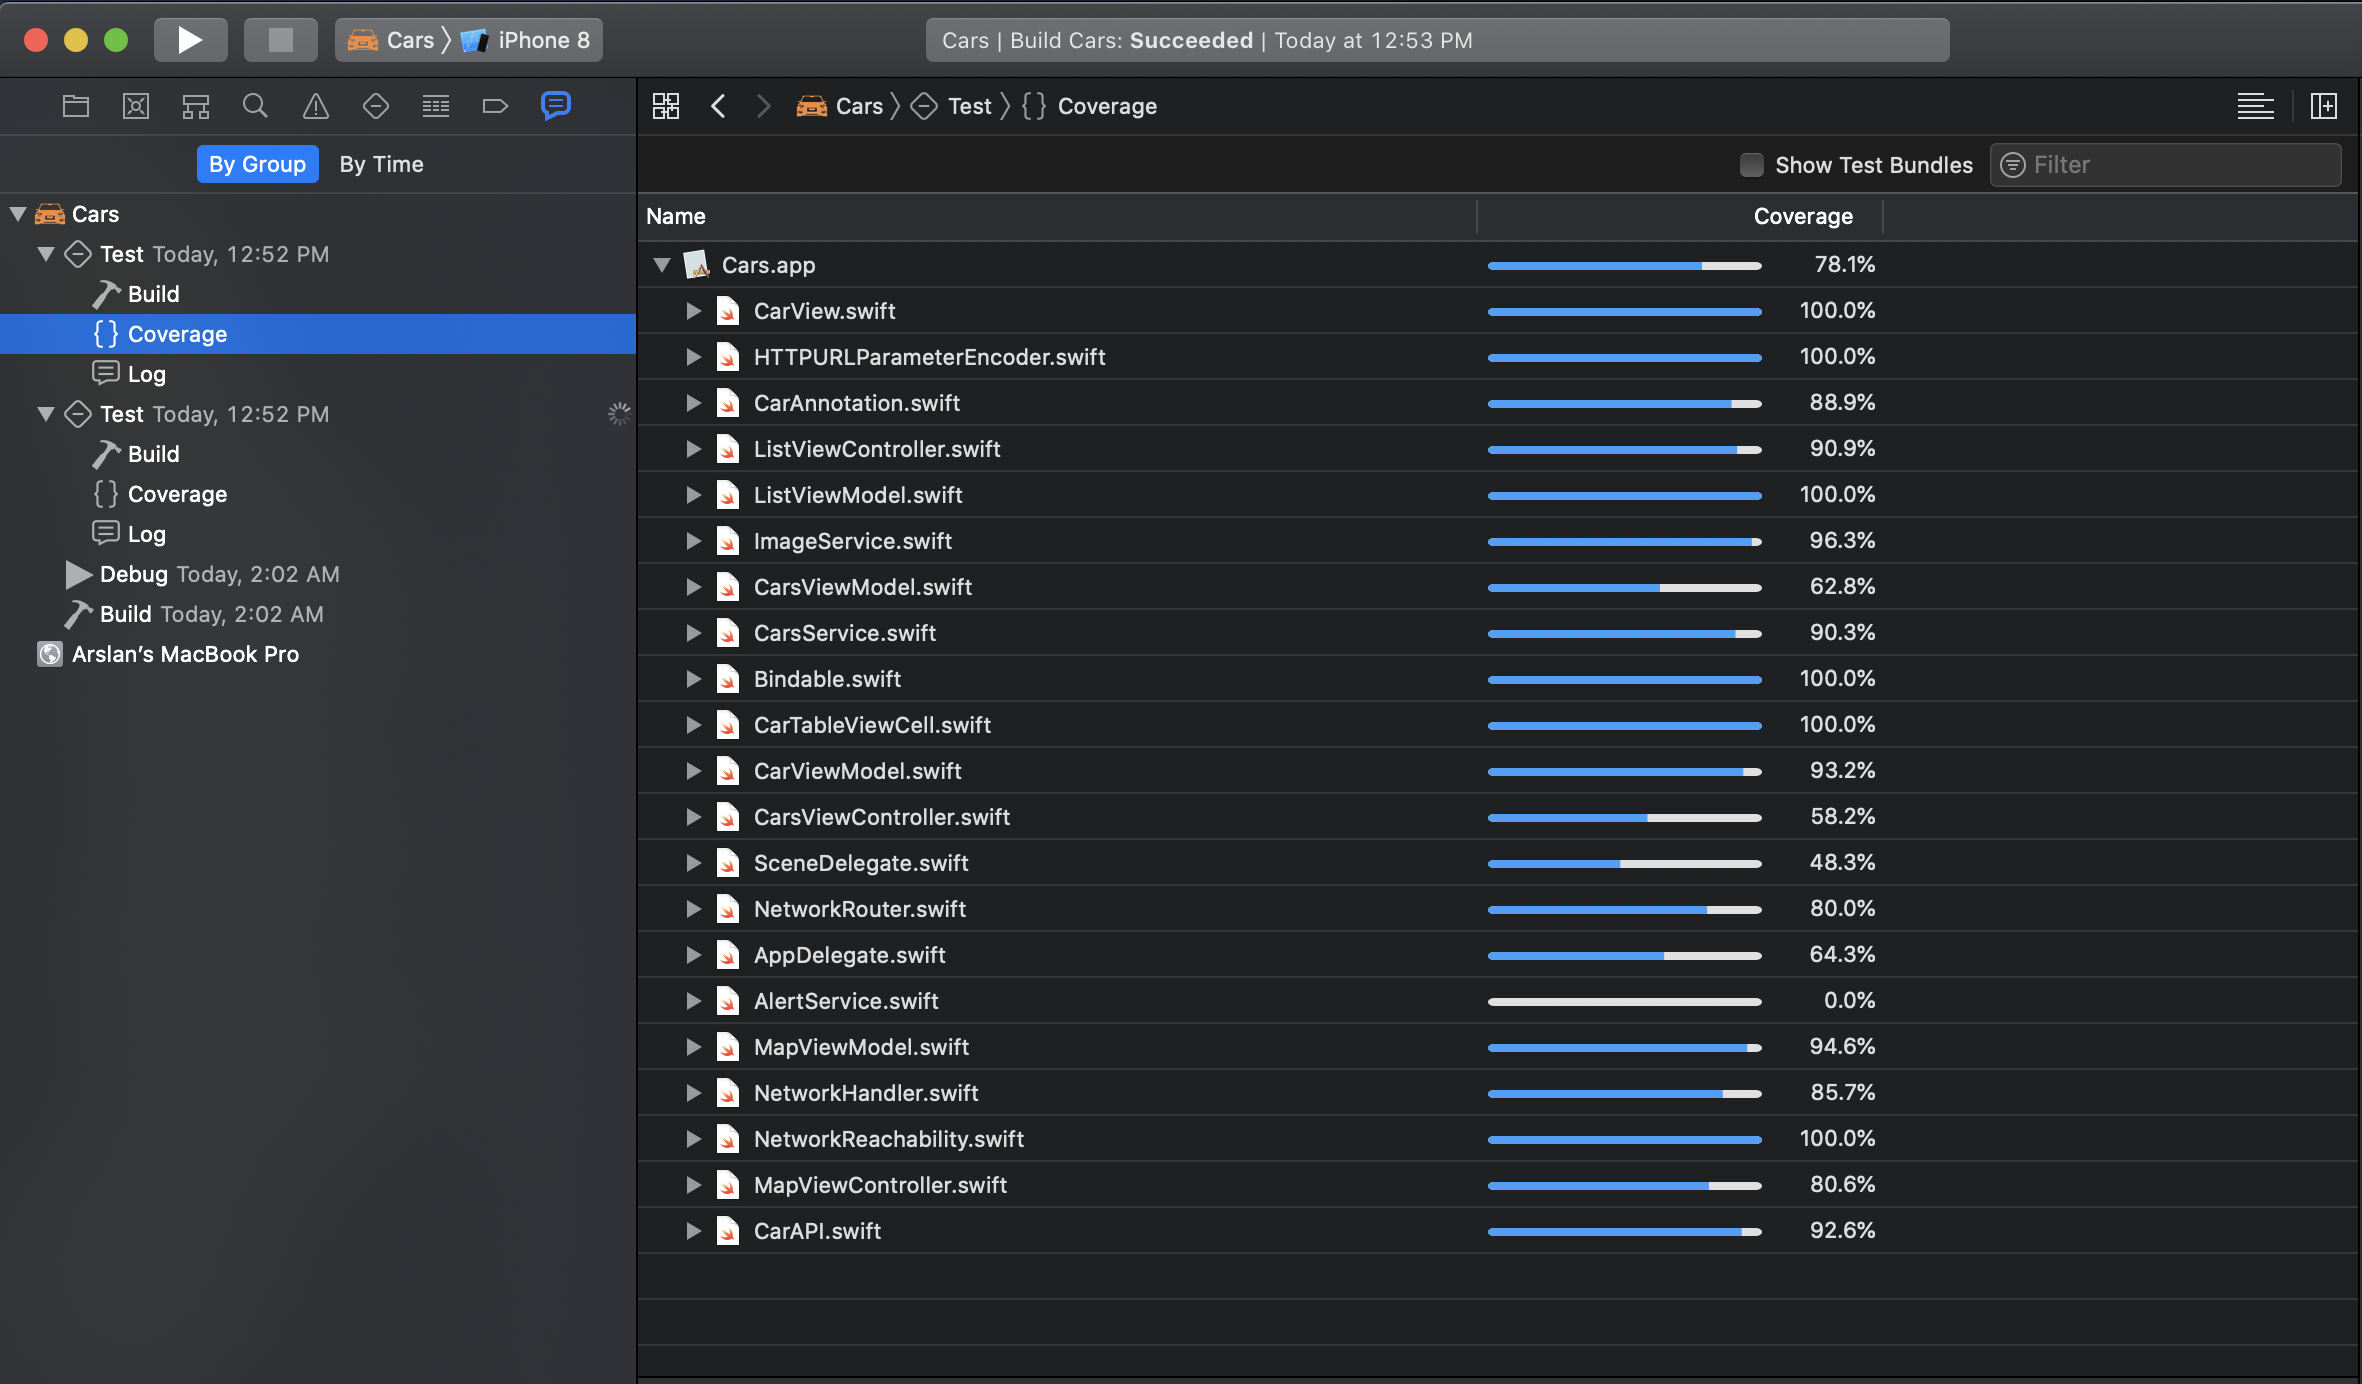 Cars iPhone 8
Cars | Build Cars: Succeeded | Today at 12:53 PM
Cars Test Coverage
By Group By Time
Show Test Bundles Filter
Cars
Test Today, 12:52 PM
Build
Coverage
Log
Test Today, 12:52 PM
Build
Coverage
Log
Debug Today, 2:02 AM
Build Today, 2:02 AM
Arslan’s MacBook Pro
Name Coverage
Cars.app 78.1%
CarView.swift 100.0%
HTTPURLParameterEncoder.swift 100.0%
CarAnnotation.swift 88.9%
ListViewController.swift 90.9%
ListViewModel.swift 100.0%
ImageService.swift 96.3%
CarsViewModel.swift 62.8%
CarsService.swift 90.3%
Bindable.swift 100.0%
CarTableViewCell.swift 100.0%
CarViewModel.swift 93.2%
CarsViewController.swift 58.2%
SceneDelegate.swift 48.3%
NetworkRouter.swift 80.0%
AppDelegate.swift 64.3%
AlertService.swift 0.0%
MapViewModel.swift 94.6%
NetworkHandler.swift 85.7%
NetworkReachability.swift 100.0%
MapViewController.swift 80.6%
CarAPI.swift 92.6%